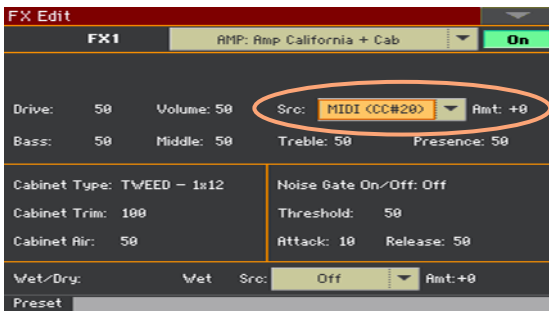 FX Edit
FX1 AMP: Amp California + Cab On
Drive: 50 Volume: 50 Src: MIDI (CC#20) Amt: +0
Bass: 50 Middle: 50 Treble: 50 Presence: 50
Cabinet Type: TWEED - 1x12 Noise Gate On/Off: Off
Cabinet Trim: 100 Threshold: 50
Cabinet Air: 50 Attack: 10 Release: 50
Wet/Dry: Wet Src: Off Amt:+0
Preset